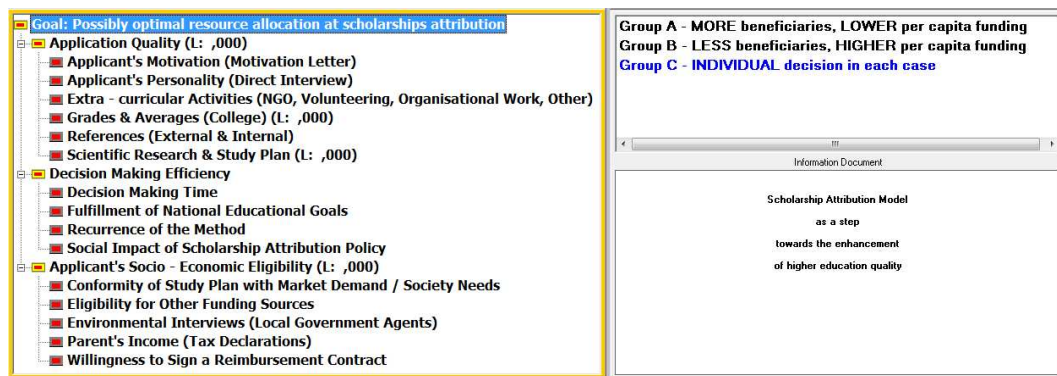 Goal: Possibly optimal resource allocation at scholarships attribution
Application Quality (L: ,000)
Applicant's Motivation (Motivation Letter)
Applicant's Personality (Direct Interview)
Extra - curricular Activities (NGO, Volunteering, Organisational Work, Other)
Grades & Averages (College) (L: ,000)
References (External & Internal)
Scientific Research & Study Plan (L: ,000)
Decision Making Efficiency
Decision Making Time
Fulfillment of National Educational Goals
Recurrence of the Method
Social Impact of Scholarship Attribution Policy
Applicant's Socio - Economic Eligibility (L: ,000)
Conformity of Study Plan with Market Demand / Society Needs
Eligibility for Other Funding Sources
Environmental Interviews (Local Government Agents)
Parent's Income (Tax Declarations)
Willingness to Sign a Reimbursement Contract
Group A - MORE beneficiaries, LOWER per capita funding
Group B - LESS beneficiaries, HIGHER per capita funding
Group C - INDIVIDUAL decision in each case
Information Document
Scholarship Attribution Model
as a step
towards the enhancement
of higher education quality